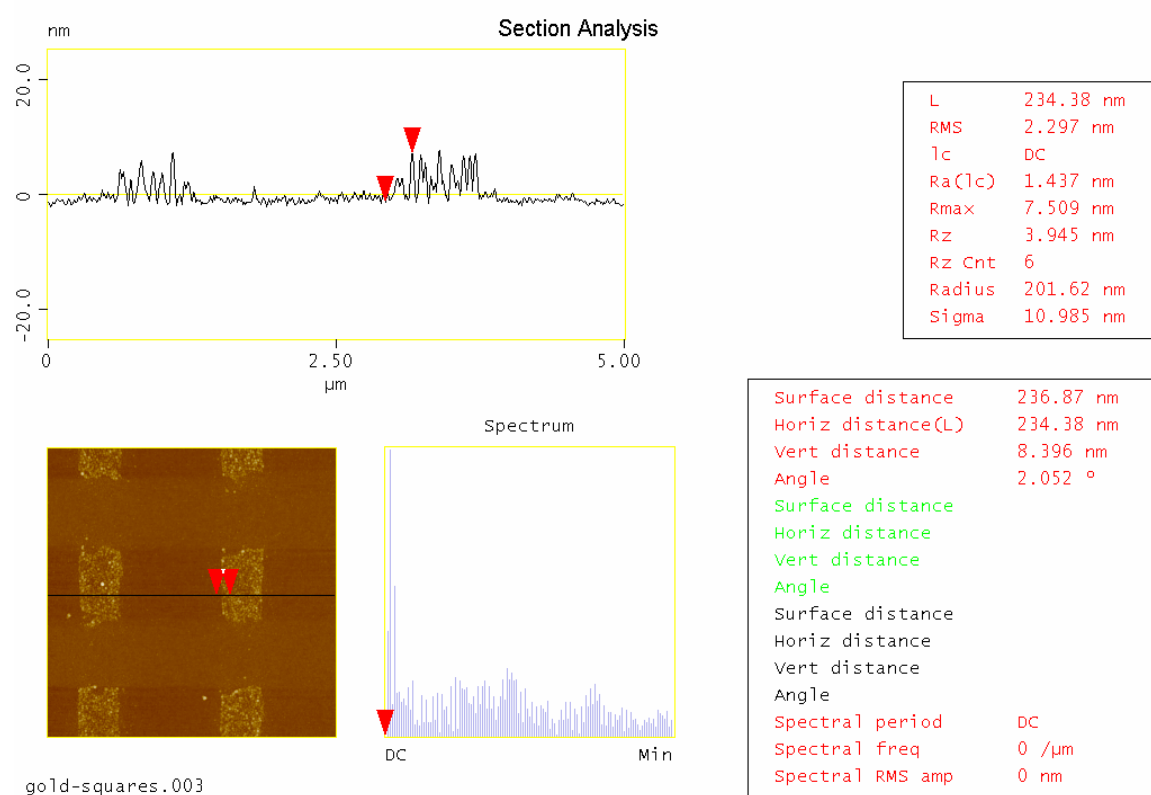 Section Analysis
nm
20.0
0
-20.0
0 2.50 5.00
µm
L 234.38 nm
RMS 2.297 nm
lc DC
Ra(lc) 1.437 nm
Rmax 7.509 nm
Rz 3.945 nm
Rz Cnt 6
Radius 201.62 nm
Sigma 10.985 nm
Spectrum
DC Min
Surface distance 236.87 nm
Horiz distance(L) 234.38 nm
Vert distance 8.396 nm
Angle 2.052 °
Surface distance
Horiz distance
Vert distance
Angle
Surface distance
Horiz distance
Vert distance
Angle
Spectral period DC
Spectral freq 0 /µm
Spectral RMS amp 0 nm
gold-squares.003